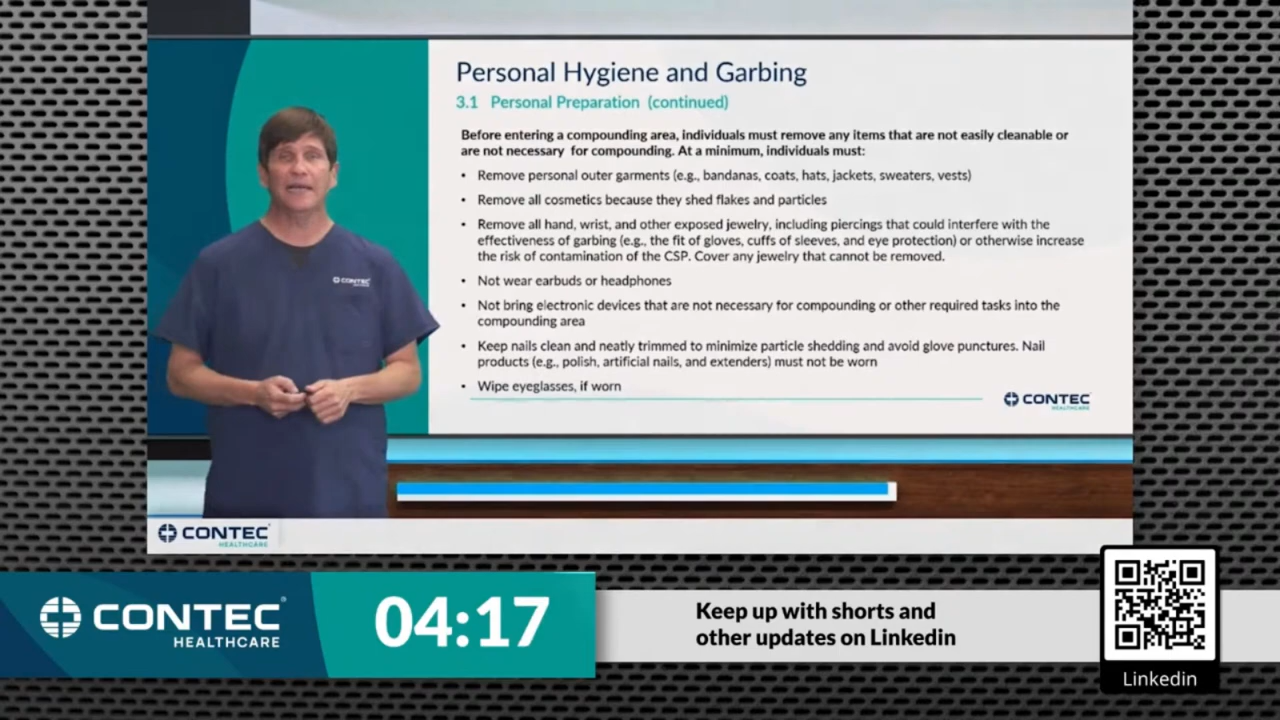 Personal Hygiene and Garbing
3.1 Personal Preparation (continued)
Before entering a compounding area, individuals must remove any items that are not easily cleanable or
are not necessary for compounding. At a minimum, individuals must:
• Remove personal outer garments (e.g., bandanas, coats, hats, jackets, sweaters, vests)
• Remove all cosmetics because they shed flakes and particles
• Remove all hand, wrist, and other exposed jewelry, including piercings that could interfere with the
effectiveness of garbing (e.g., the fit of gloves, cuffs of sleeves, and eye protection) or otherwise increase
the risk of contamination of the CSP. Cover any jewelry that cannot be removed.
• Not wear earbuds or headphones
• Not bring electronic devices that are not necessary for compounding or other required tasks into the
compounding area
• Keep nails clean and neatly trimmed to minimize particle shedding and avoid glove punctures. Nail
products (e.g., polish, artificial nails, and extenders) must not be worn
• Wipe eyeglasses, if worn
CONTEC
HEALTHCARE
CONTEC
CONTEC
HEALTHCARE
CONTEC®
HEALTHCARE
04:17
Keep up with shorts and
other updates on Linkedin
Linkedin